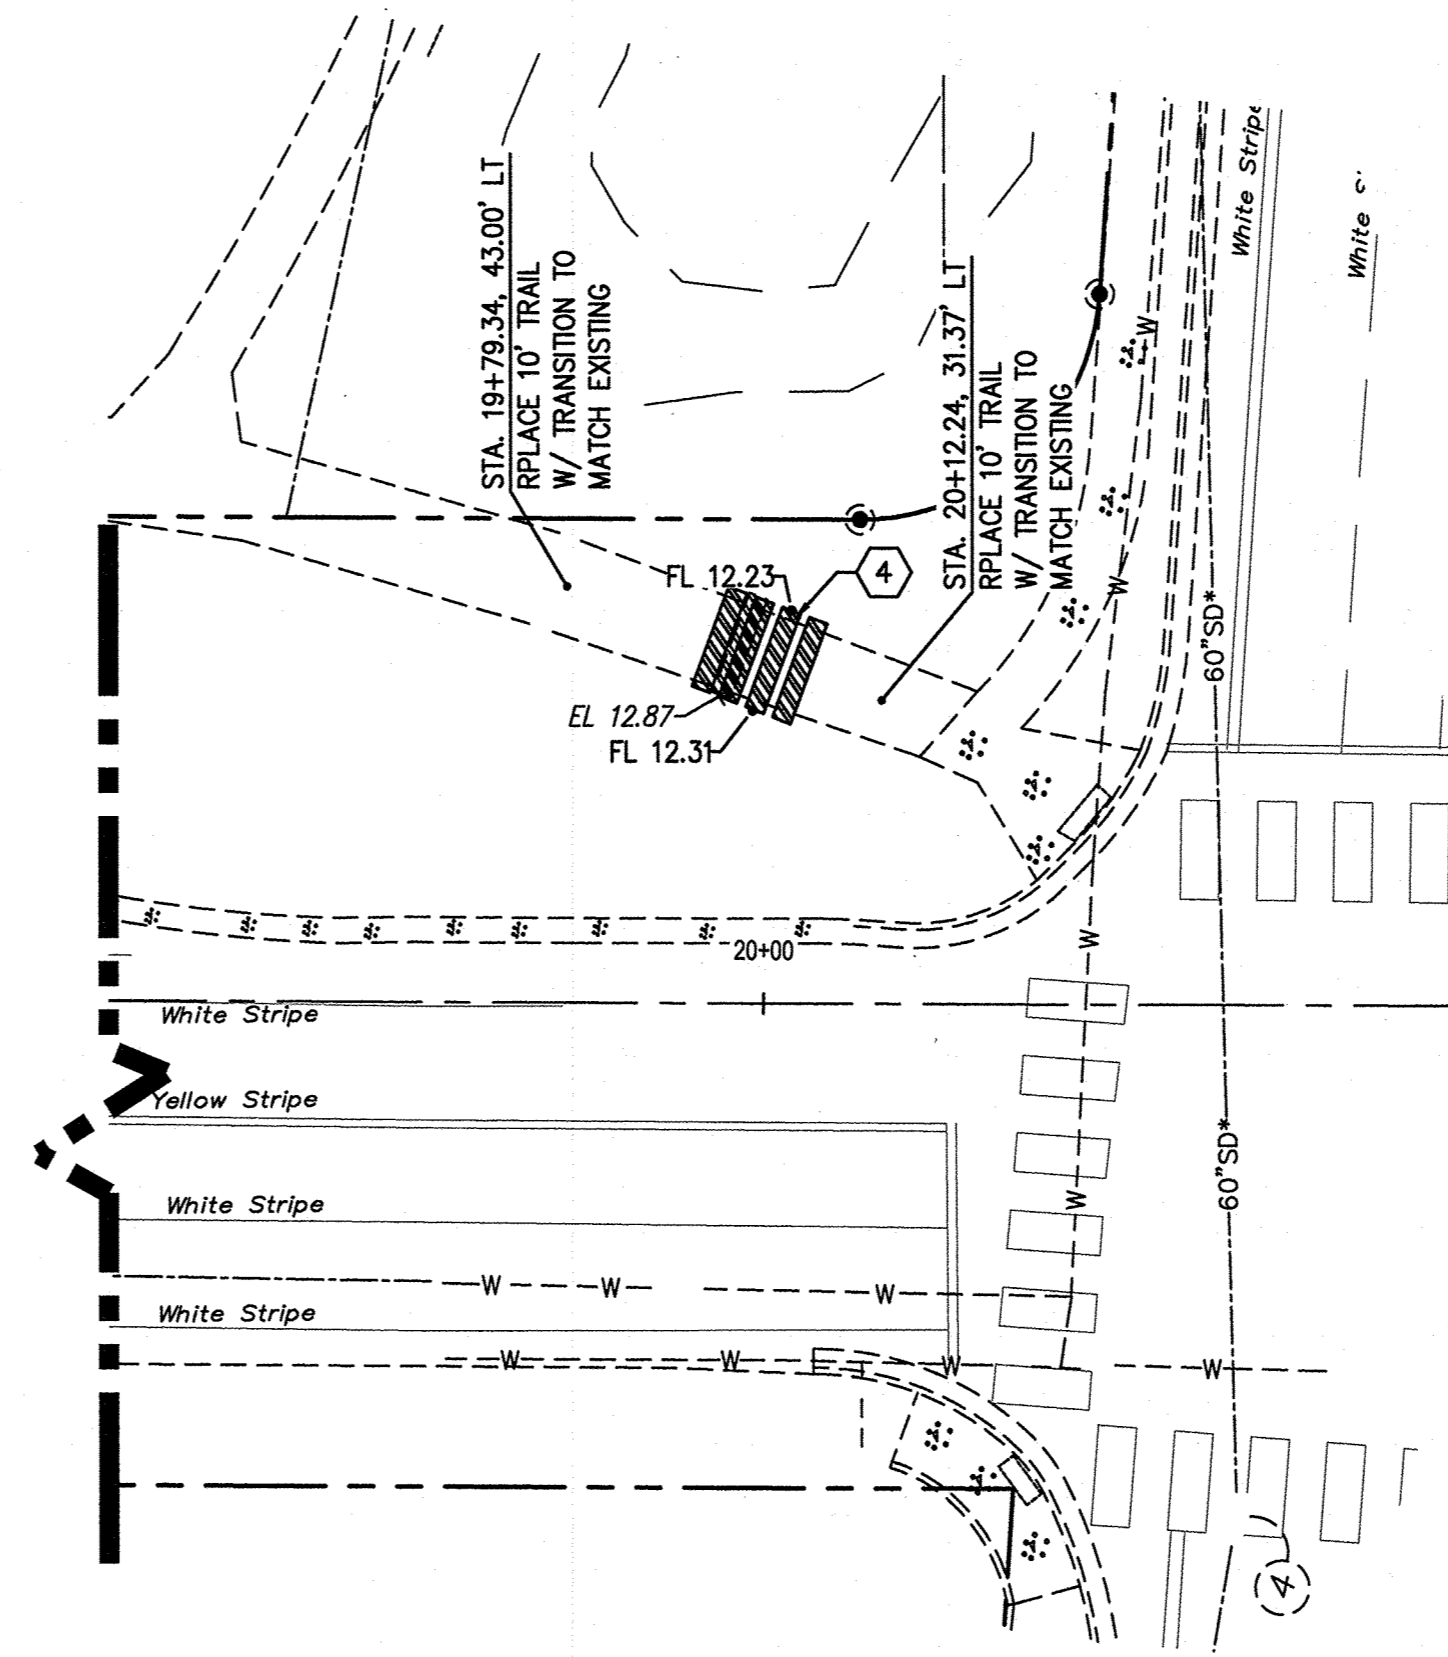 STA. 19+79.34, 43.00' LT
RPLACE 10' TRAIL
W/ TRANSITION TO
MATCH EXISTING
STA. 20+12.24, 31.37' LT
RPLACE 10' TRAIL
W/ TRANSITION TO
MATCH EXISTING
White Stripe
White
W
W
FL 12.23
4
EL 12.87
FL 12.31
60"SD*
20+00
W
White Stripe
Yellow Stripe
60"SD*
W
White Stripe
W
W
W
White Stripe
W
W
W
W
4